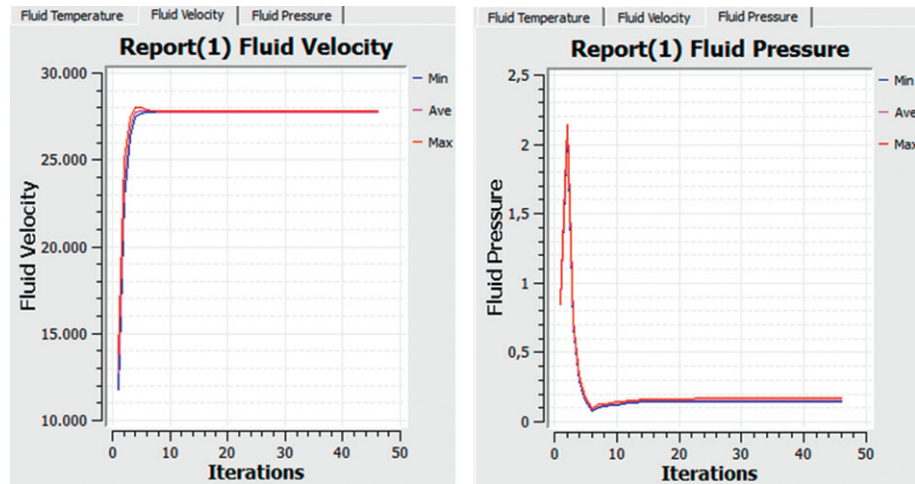 Fluid Temperature Fluid Velocity Fluid Pressure
Report(1) Fluid Velocity
30.000
25.000
20.000
15.000
10.000
Fluid Velocity
0 10 20 30 40 50
Iterations
Min
Ave
Max
Fluid Temperature Fluid Velocity Fluid Pressure
Report(1) Fluid Pressure
2,5
2
1,5
1
0,5
0
Fluid Pressure
0 10 20 30 40 50
Iterations
Min
Ave
Max